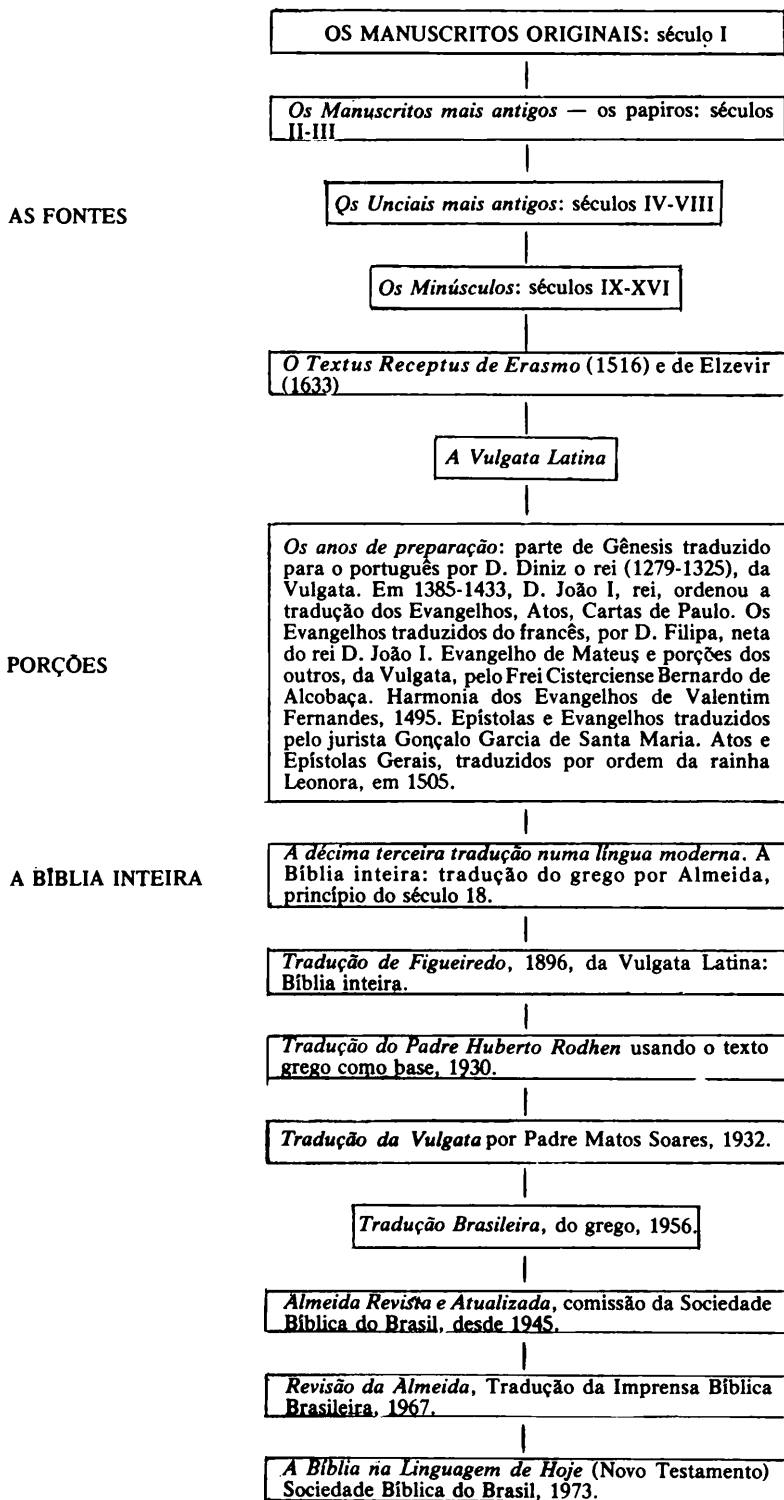 OS MANUSCRITOS ORIGINAIS: século I
Os Manuscritos mais antigos — os papiros: séculos
II-III
AS FONTES
Os Unciais mais antigos: séculos IV-VIII
Os Minúsculos: séculos IX-XVI
O Textus Receptus de Erasmo (1516) e de Elzevir
(1633)
A Vulgata Latina
Os anos de preparação: parte de Gênesis traduzido
para o português por D. Diniz o rei (1279-1325), da
Vulgata. Em 1385-1433, D. João I, rei, ordenou a
tradução dos Evangelhos, Atos, Cartas de Paulo. Os
Evangelhos traduzidos do francês, por D. Filipa, neta
do rei D. João I. Evangelho de Mateus e porções dos
outros, da Vulgata, pelo Frei Cisterciense Bernardo de
Alcobaça. Harmonia dos Evangelhos de Valentim
Fernandes, 1495. Epístolas e Evangelhos traduzidos
pelo jurista Gonçalo Garcia de Santa Maria. Atos e
Epístolas Gerais, traduzidos por ordem da rainha
Leonora, em 1505.
PORÇÕES
A décima terceira tradução numa língua moderna. A
Bíblia inteira: tradução do grego por Almeida,
princípio do século 18.
A BÍBLIA INTEIRA
Tradução de Figueiredo, 1896, da Vulgata Latina:
Bíblia inteira.
Tradução do Padre Huberto Rodhen usando o texto
grego como base, 1930.
Tradução da Vulgata por Padre Matos Soares, 1932.
Tradução Brasileira, do grego, 1956.
Almeida Revista e Atualizada, comissão da Sociedade
Bíblica do Brasil, desde 1945.
Revisão da Almeida, Tradução da Imprensa Bíblica
Brasileira, 1967.
A Bíblia na Linguagem de Hoje (Novo Testamento)
Sociedade Bíblica do Brasil, 1973.